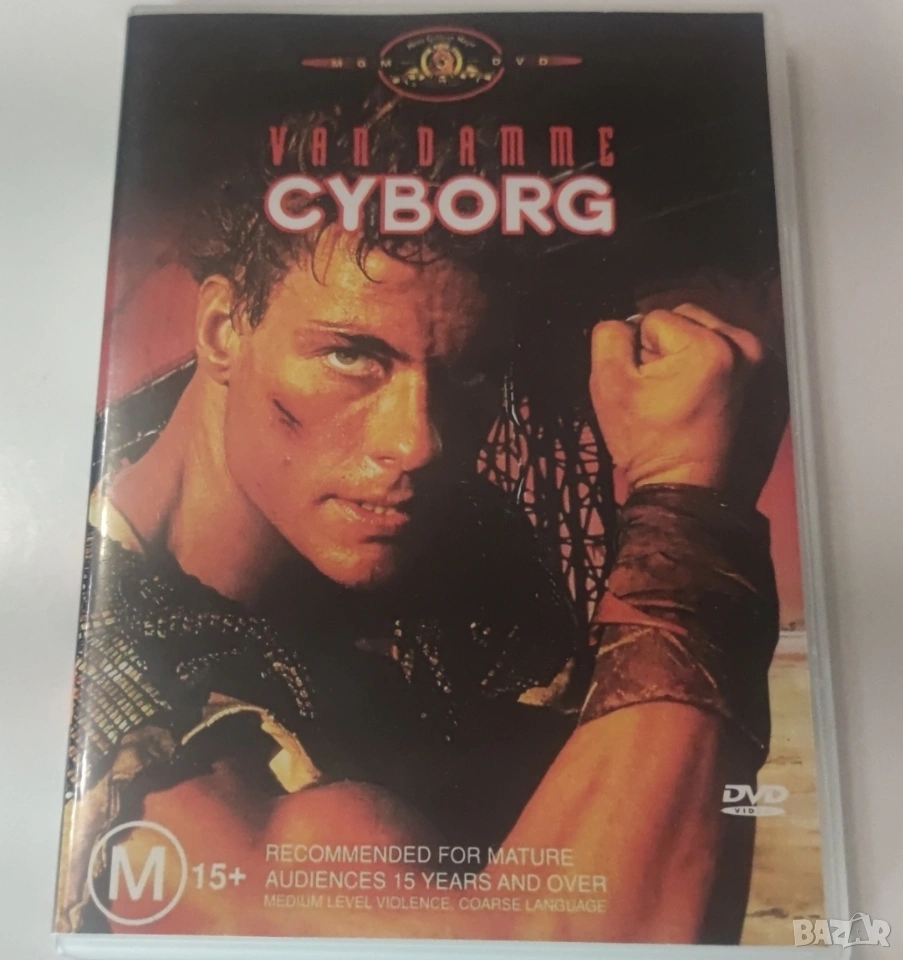 MGM DVD
VAN DAMME
CYBORG
DVD
VIDEO
M 15+
RECOMMENDED FOR MATURE
AUDIENCES 15 YEARS AND OVER
MEDIUM LEVEL VIOLENCE, COARSE LANGUAGE
BAZAR